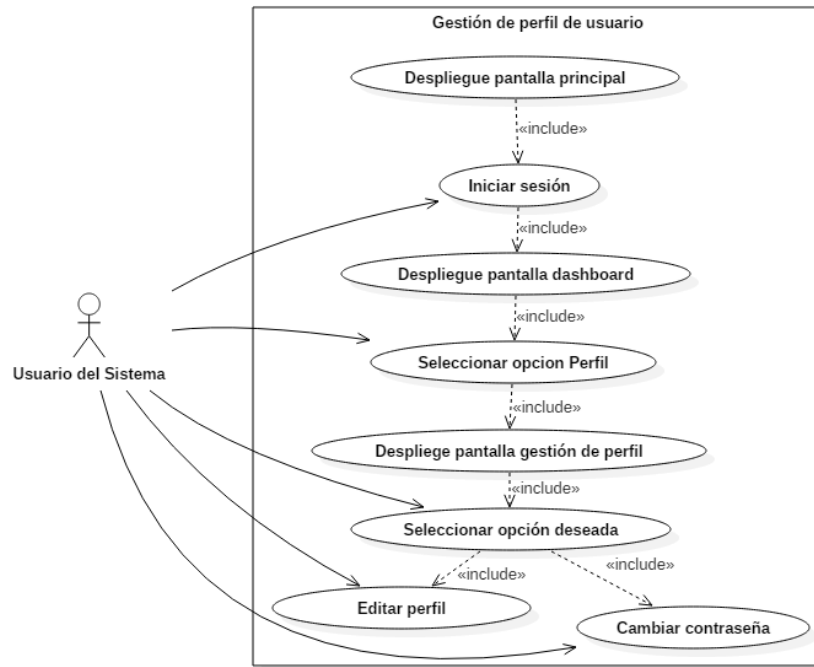 Gestión de perfil de usuario
Despliegue pantalla principal
«include»
Iniciar sesión
«include»
Despliegue pantalla dashboard
«include»
Usuario del Sistema
Seleccionar opcion Perfil
«include»
Despliege pantalla gestión de perfil
«include»
Seleccionar opción deseada
«include»
«include»
Editar perfil
Cambiar contraseña